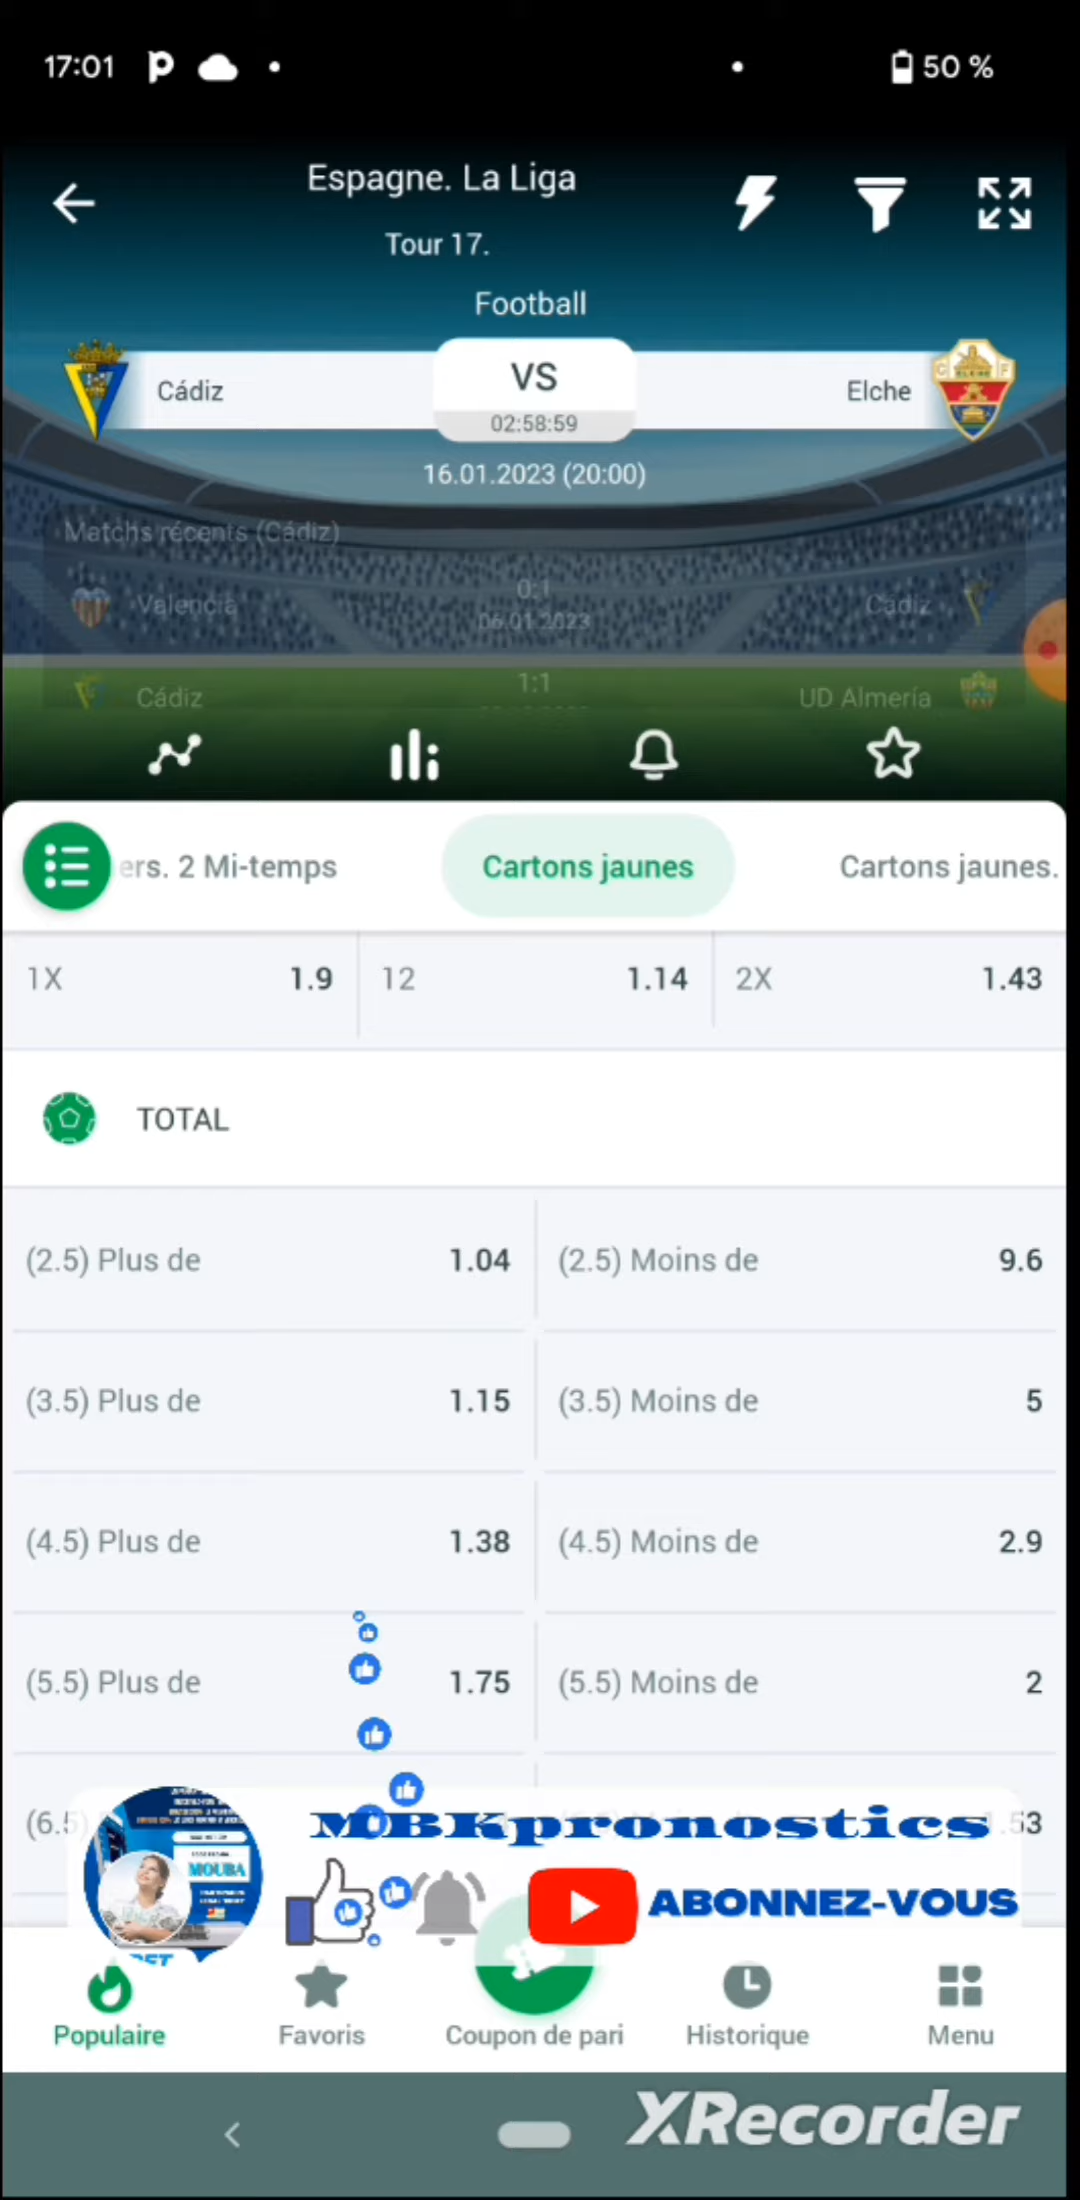 17:01
50 %
Espagne. La Liga
Tour 17.
Football
Cádiz
VS
Elche
02:58:59
16.01.2023 (20:00)
Matchs récents (Cádiz)
Valencia
0:1
Cádiz
06.01.2023
Cádiz
1:1
UD Almería
ers. 2 Mi-temps
Cartons jaunes
Cartons jaunes.
1X 1.9
12 1.14
2X 1.43
TOTAL
(2.5) Plus de 1.04
(2.5) Moins de 9.6
(3.5) Plus de 1.15
(3.5) Moins de 5
(4.5) Plus de 1.38
(4.5) Moins de 2.9
(5.5) Plus de 1.75
(5.5) Moins de 2
(6.5)
.53
MBKpronostics
MOUBA
ABONNEZ-VOUS
Populaire
Favoris
Coupon de pari
Historique
Menu
XRecorder